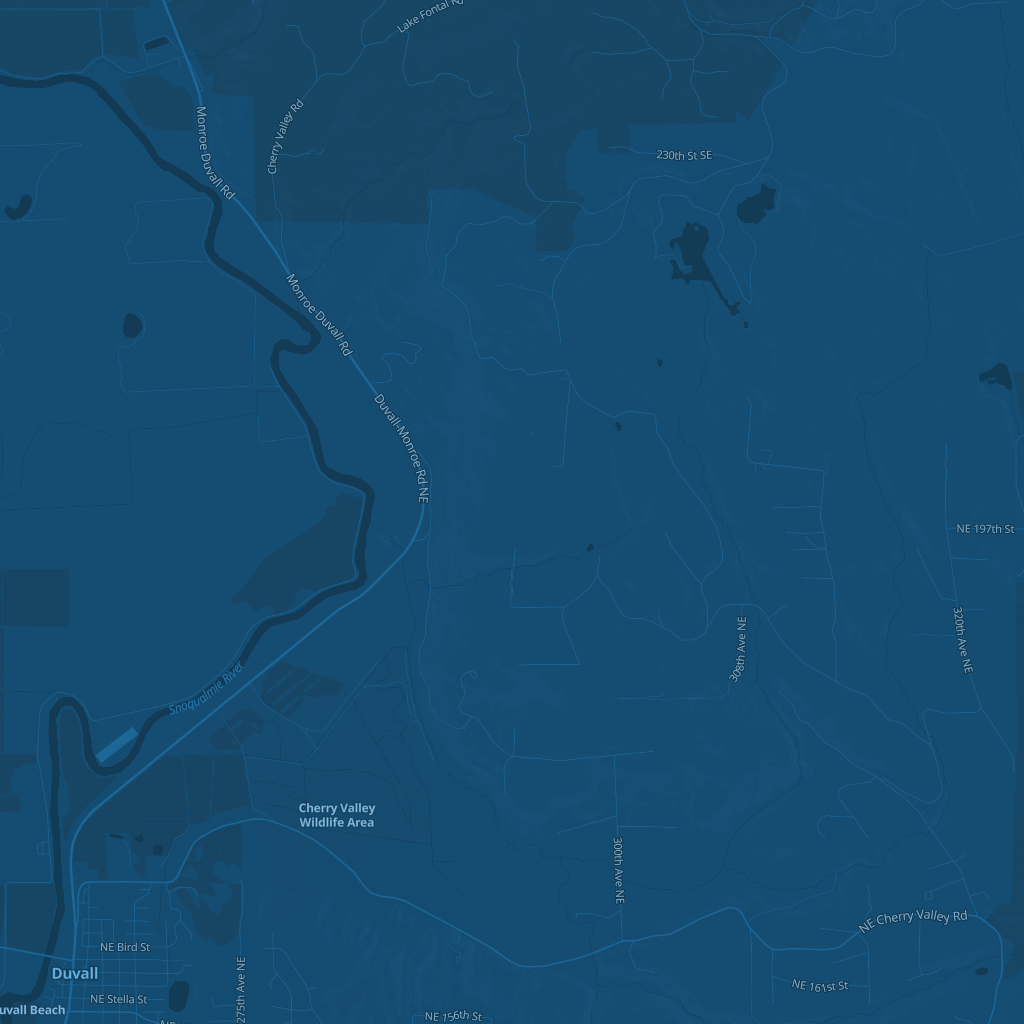 Lake Fontal Rd
Monroe Duvall Rd
Cherry Valley Rd
230th St SE
Monroe Duvall Rd
Duvall-Monroe Rd NE
NE 197th St
320th Ave NE
308th Ave NE
Snoqualmie River
Cherry Valley
Wildlife Area
300th Ave NE
NE Cherry Valley Rd
NE Bird St
Duvall
275th Ave NE
NE 161st St
NE Stella St
uvall Beach
NE 156th St
NE